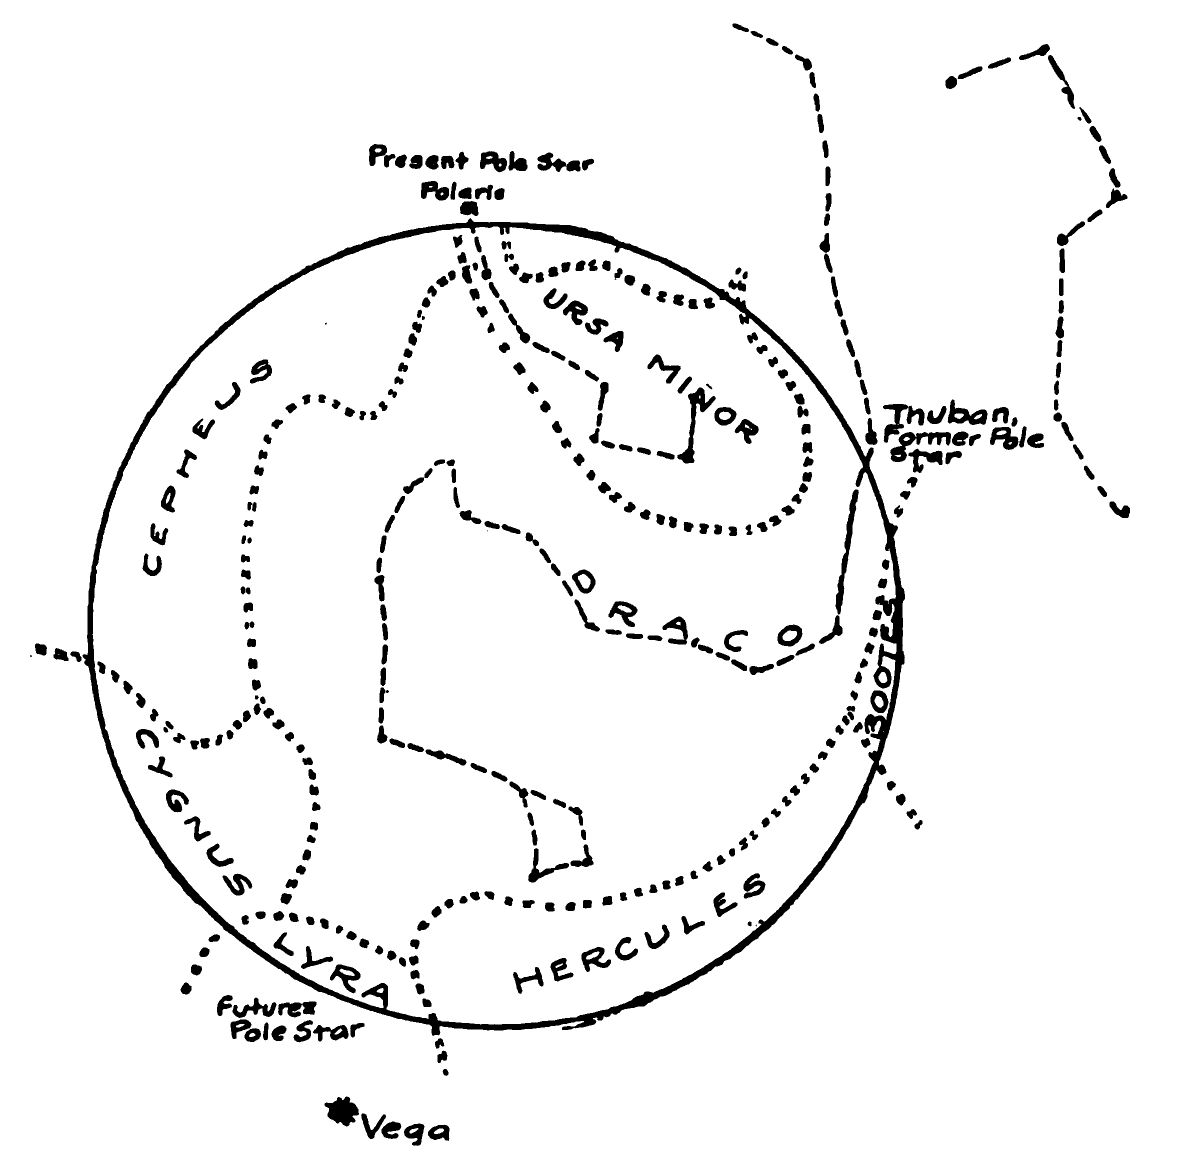 Present Pole Star
Polaris
URSA MINOR
CEPHEUS
Thuban,
Former Pole
Star
DRACO
BOOTES
CYGNUS
HERCULES
LYRA
Future
Pole Star
Vega